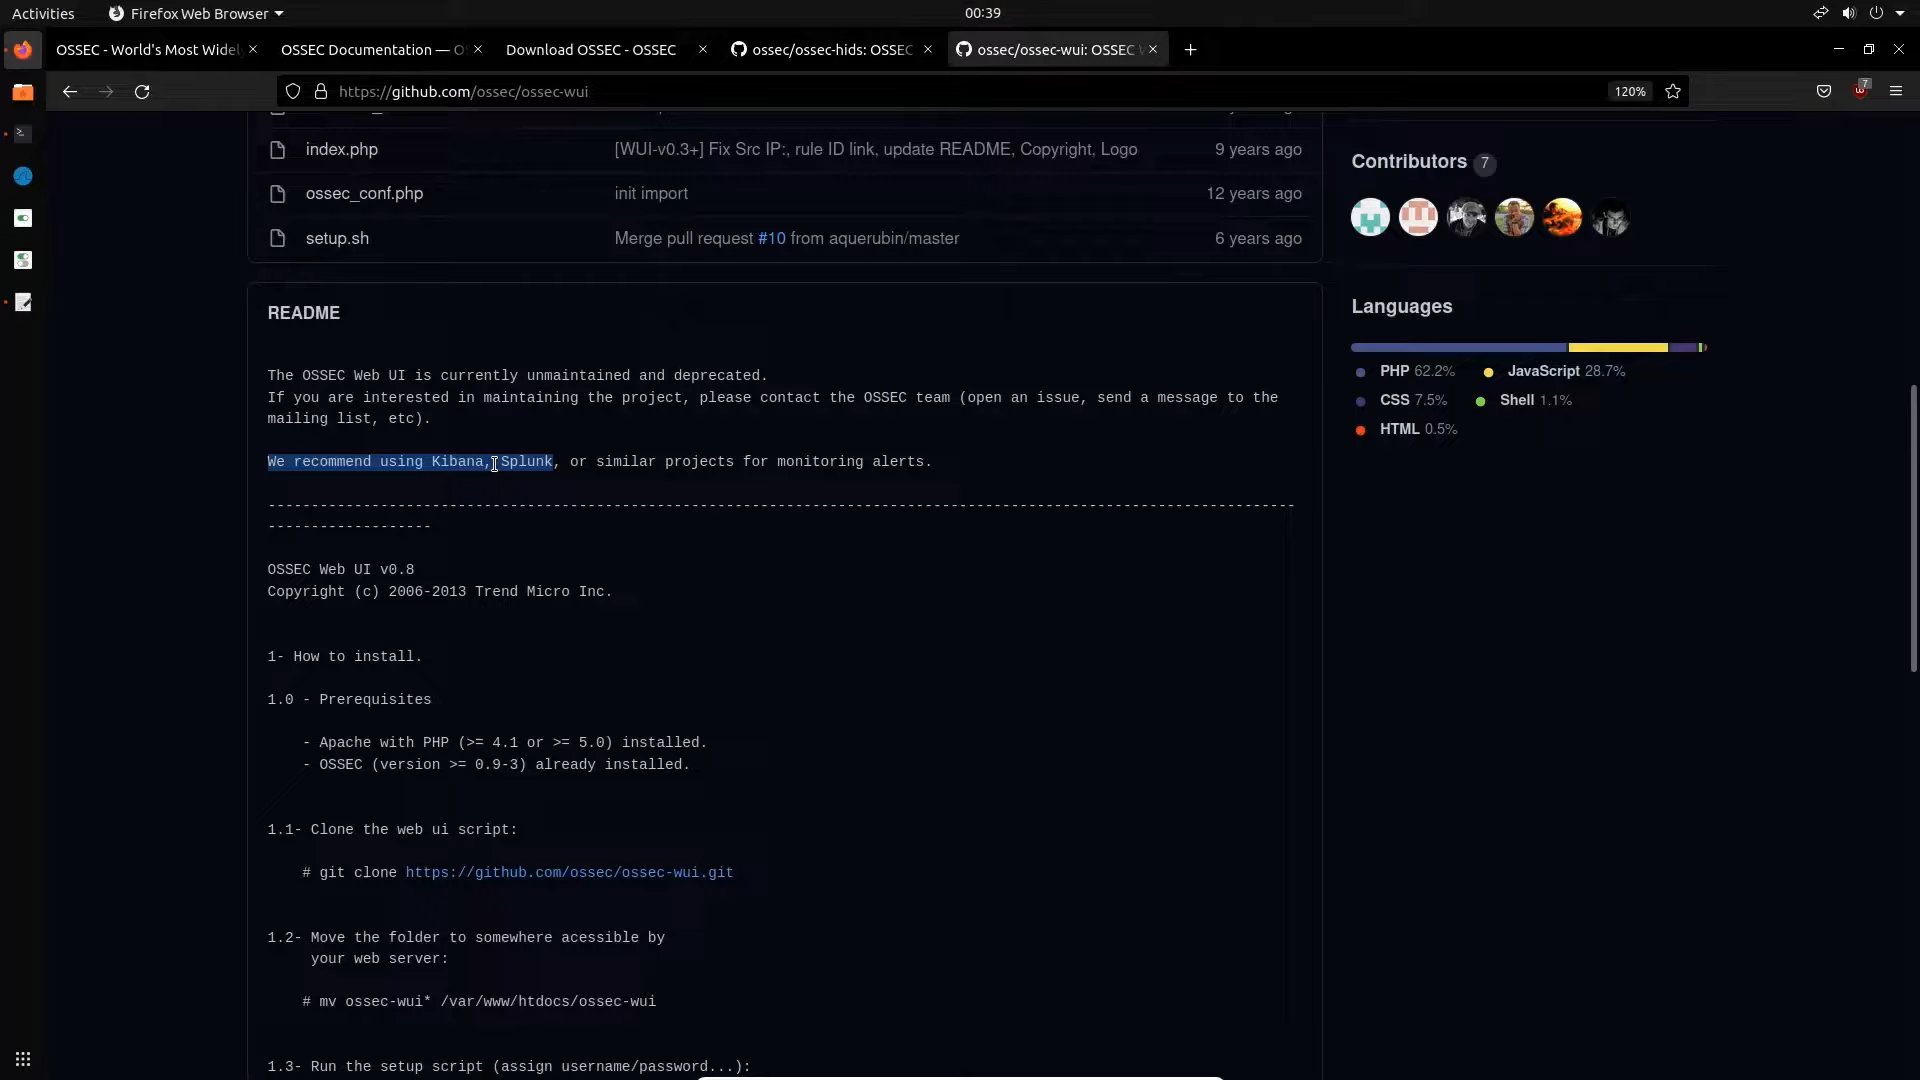 Activities
Firefox Web Browser
00:39
OSSEC - World's Most Widel
OSSEC Documentation — O
Download OSSEC - OSSEC
ossec/ossec-hids: OSSEC
ossec/ossec-wui: OSSEC W
https://github.com/ossec/ossec-wui
120%
7
index.php
[WUI-v0.3+] Fix Src IP:, rule ID link, update README, Copyright, Logo
9 years ago
ossec_conf.php
init import
12 years ago
setup.sh
Merge pull request #10 from aquerubin/master
6 years ago
README
The OSSEC Web UI is currently unmaintained and deprecated.
If you are interested in maintaining the project, please contact the OSSEC team (open an issue, send a message to the
mailing list, etc).
We recommend using Kibana, Splunk, or similar projects for monitoring alerts.
-----------------------------------------------------------------------------------------------------------------------
-------------------
OSSEC Web UI v0.8
Copyright (c) 2006-2013 Trend Micro Inc.
1- How to install.
1.0 - Prerequisites
- Apache with PHP (>= 4.1 or >= 5.0) installed.
- OSSEC (version >= 0.9-3) already installed.
1.1- Clone the web ui script:
# git clone https://github.com/ossec/ossec-wui.git
1.2- Move the folder to somewhere acessible by
your web server:
# mv ossec-wui* /var/www/htdocs/ossec-wui
1.3- Run the setup script (assign username/password...):
Contributors 7
Languages
PHP 62.2%
JavaScript 28.7%
CSS 7.5%
Shell 1.1%
HTML 0.5%